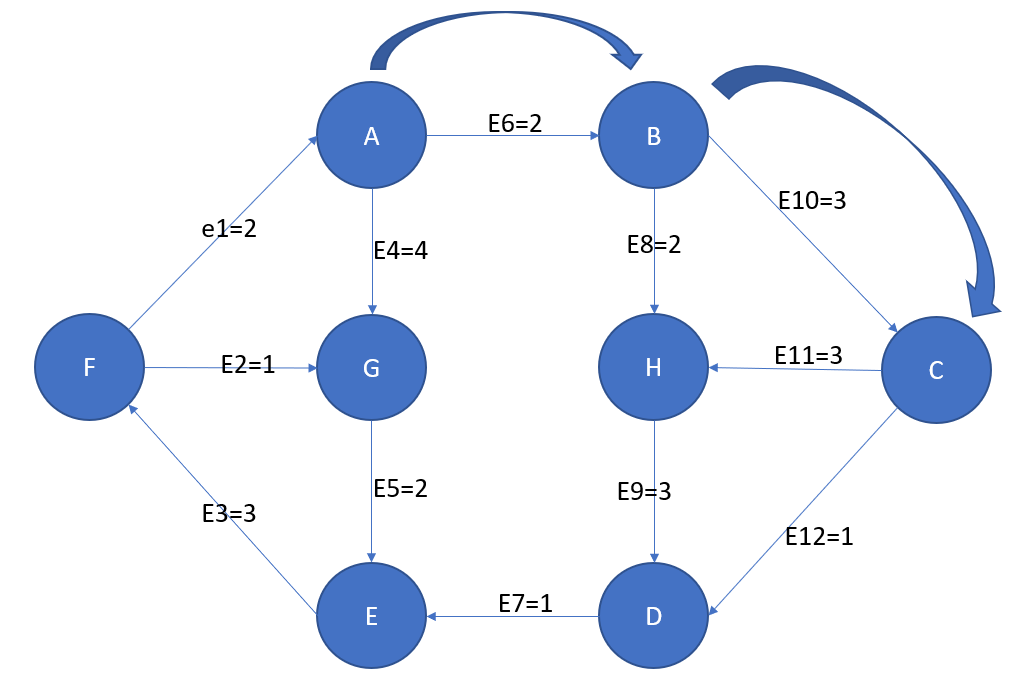 A
E6=2
B
E10=3
e1=2
E4=4
E8=2
F
E2=1
G
H
E11=3
C
E3=3
E5=2
E9=3
E12=1
E
E7=1
D